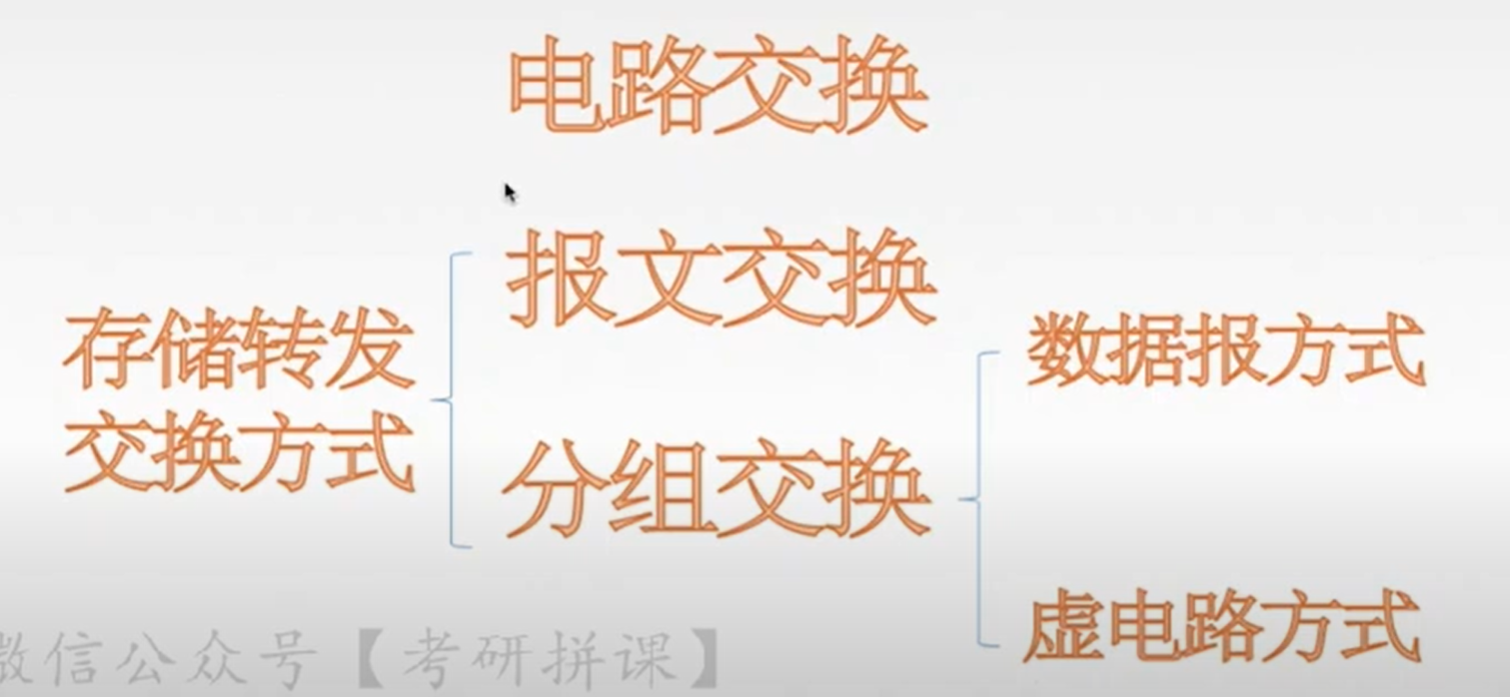 电路交换
报文交换
存储转发
交换方式
数据报方式
分组交换
虚电路方式
微信公众号【考研拼课】